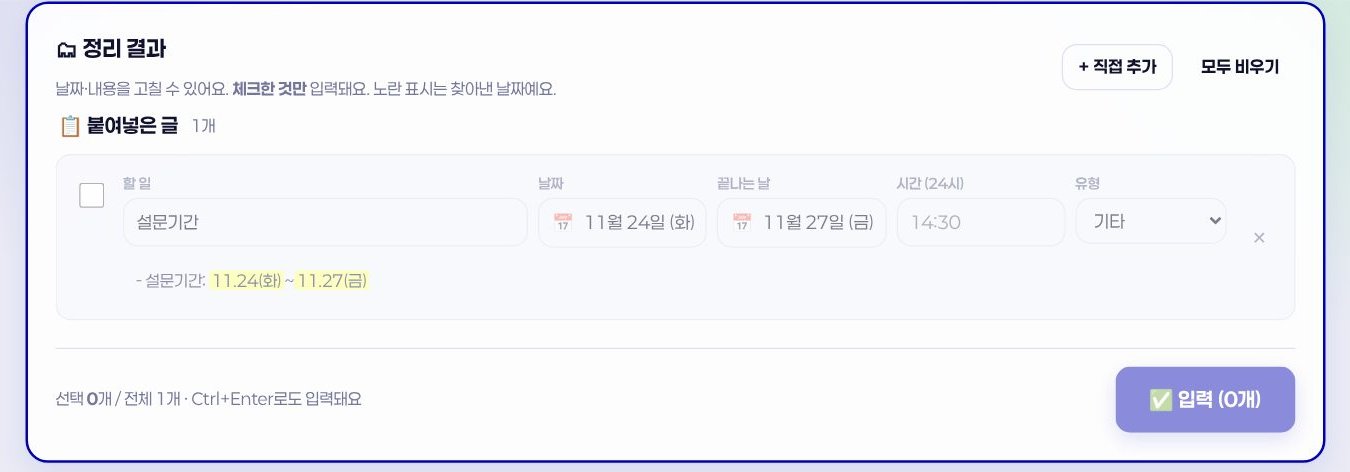 🗂 정리 결과
+ 직접 추가 모두 비우기
날짜·내용을 고칠 수 있어요. 체크한 것만 입력돼요. 노란 표시는 찾아낸 날짜예요.
📋 붙여넣은 글 1개
할 일 날짜 끝나는 날 시간 (24시) 유형
설문기간 📅 11월 24일 (화) 📅 11월 27일 (금) 14:30 기타
×
- 설문기간: 11.24(화) ~ 11.27(금)
선택 0개 / 전체 1개 · Ctrl+Enter로도 입력돼요
✅ 입력 (0개)